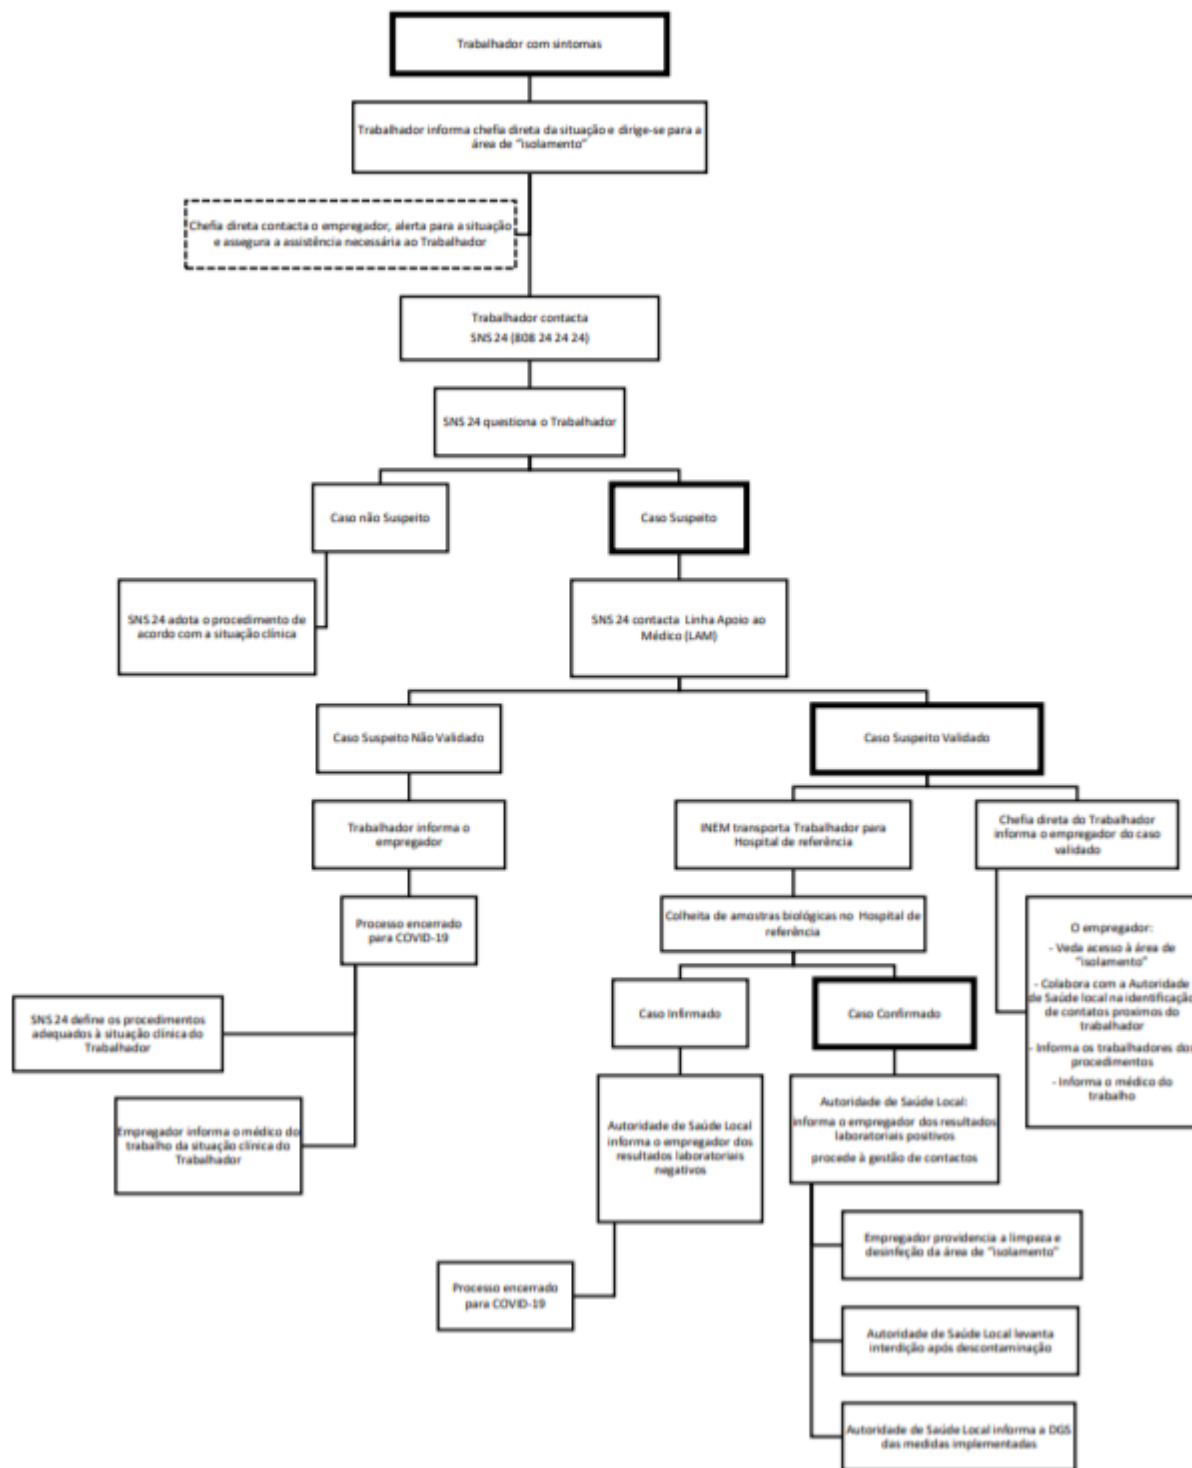 Trabalhador com sintomas
Trabalhador informa chefia direta da situação e dirige-se para a
área de "isolamento"
Chefia direta contacta o empregador, alerta para a situação
e assegura a assistência necessária ao Trabalhador
Trabalhador contacta
SNS 24 (808 24 24 24)
SNS 24 questiona o Trabalhador
Caso não Suspeito
Caso Suspeito
SNS 24 adota o procedimento de
acordo com a situação clínica
SNS 24 contacta Linha Apoio ao
Médico (LAM)
Caso Suspeito Não Validado
Caso Suspeito Validado
Trabalhador informa o
empregador
INEM transporta Trabalhador para
Hospital de referência
Chefia direta do Trabalhador
informa o empregador do caso
validado
Processo encerrado
para COVID-19
Colheita de amostras biológicas no Hospital de
referência
O empregador:
- Veda acesso à área de
"isolamento"
- Colabora com a Autoridade
de Saúde local na identificação
de contatos proximos do
trabalhador
- Informa os trabalhadores dos
procedimentos
- Informa o médico do
trabalho
SNS 24 define os procedimentos
adequados à situação clínica do
Trabalhador
Caso Infirmado
Caso Confirmado
Empregador informa o médico do
trabalho da situação clínica do
Trabalhador
Autoridade de Saúde Local
informa o empregador dos
resultados laboratoriais
negativos
Autoridade de Saúde Local:
informa o empregador dos resultados
laboratoriais positivos
procede à gestão de contactos
Processo encerrado
para COVID-19
Empregador providencia a limpeza e
desinfeção da área de "isolamento"
Autoridade de Saúde Local levanta
interdição após descontaminação
Autoridade de Saúde Local informa a DGS
das medidas implementadas